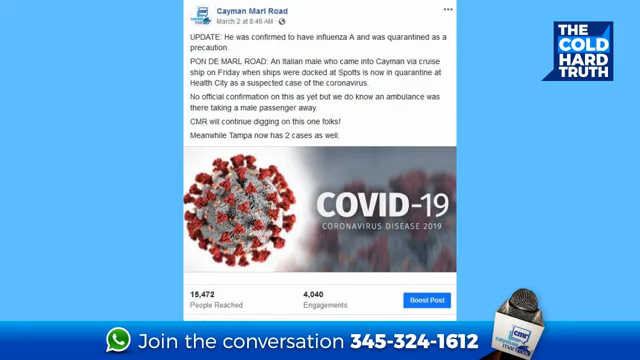 Cayman Marl Road
March 2 at 8:46 AM
THE
COLD
HARD
TRUTH
UPDATE: He was confirmed to have influenza A and was quarantined as a
precaution.
PON DE MARL ROAD: An Italian male who came into Cayman via cruise
ship on Friday when ships were docked at Spotts is now in quarantine at
Health City as a suspected case of the coronavirus.
No official confirmation on this as yet but we do know an ambulance was
there taking a male passenger away.
CMR will continue digging on this one folks!
Meanwhile Tampa now has 2 cases as well.
COVID-19
CORONAVIRUS DISEASE 2019
15,472
People Reached
4,040
Engagements
Boost Post
Join the conversation 345-324-1612
cmr